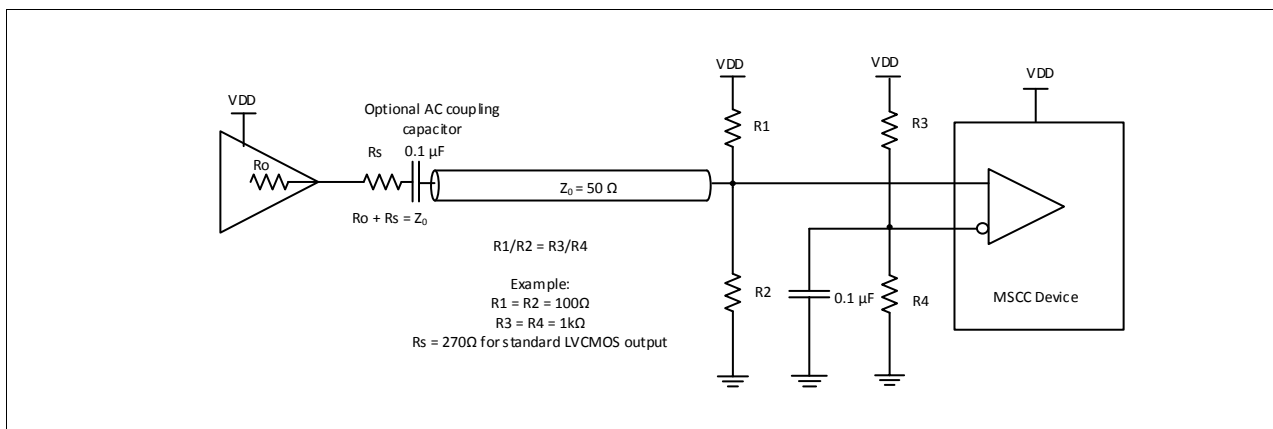 VDD
VDD
VDD
VDD
Optional AC coupling
capacitor
R1
R3
Ro
Rs
0.1 µF
Z₀ = 50 Ω
Ro + Rs = Z₀
R1/R2 = R3/R4
Example:
R1 = R2 = 100Ω
R3 = R4 = 1kΩ
Rs = 270Ω for standard LVCMOS output
R2
0.1 µF
R4
MSCC Device